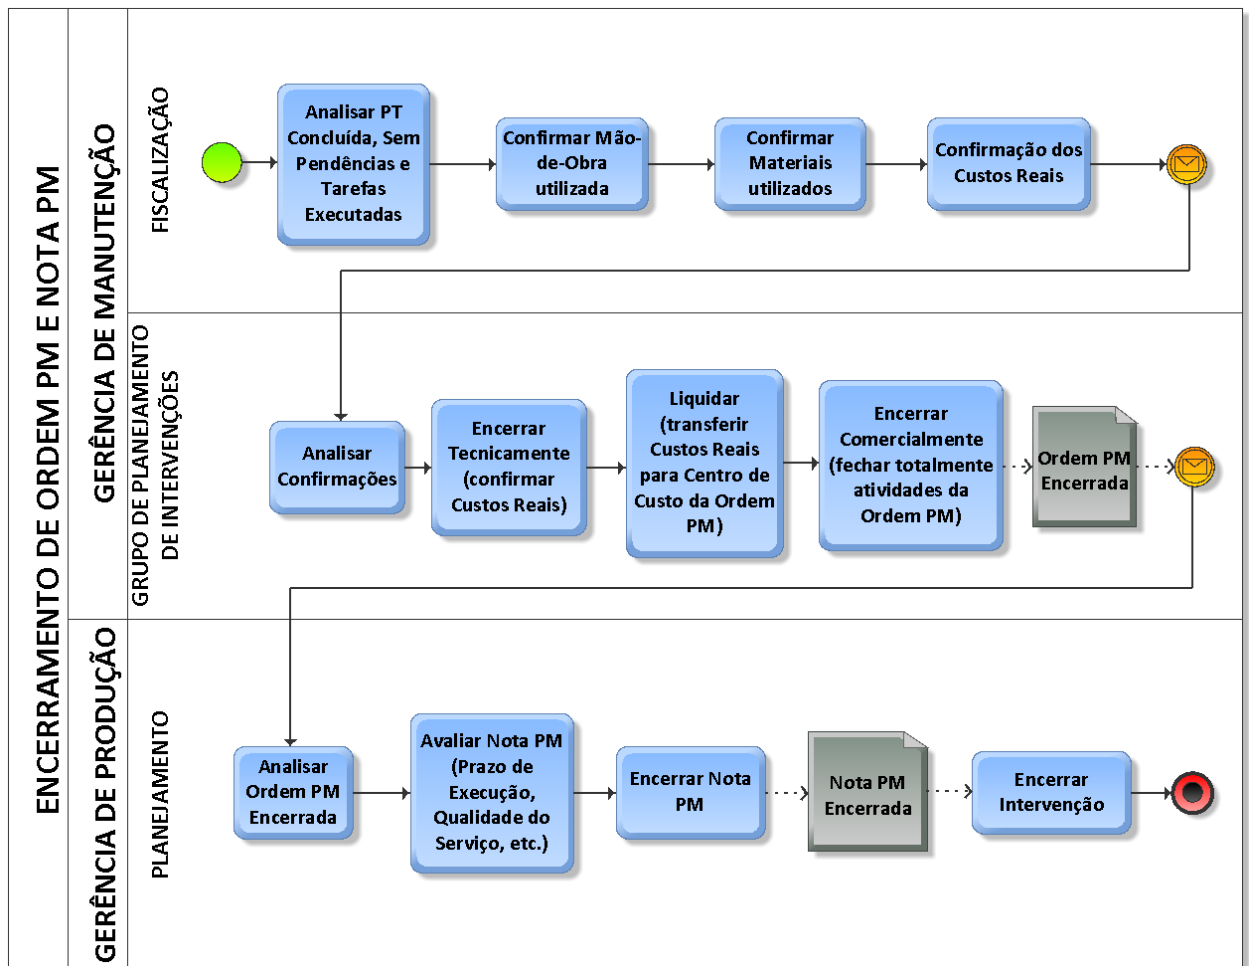 ENCERRAMENTO DE ORDEM PM E NOTA PM
GERÊNCIA DE MANUTENÇÃO
FISCALIZAÇÃO
Analisar PT
Concluída, Sem
Pendências e
Tarefas
Executadas
Confirmar Mão-
de-Obra
utilizada
Confirmar
Materiais
utilizados
Confirmação dos
Custos Reais
GRUPO DE PLANEJAMENTO
DE INTERVENÇÕES
Analisar
Confirmações
Encerrar
Tecnicamente
(confirmar
Custos Reais)
Liquidar
(transferir
Custos Reais
para Centro de
Custo da Ordem
PM)
Encerrar
Comercialmente
(fechar totalmente
atividades da
Ordem PM)
Ordem PM
Encerrada
GERÊNCIA DE PRODUÇÃO
PLANEJAMENTO
Analisar
Ordem PM
Encerrada
Avaliar Nota PM
(Prazo de
Execução,
Qualidade do
Serviço, etc.)
Encerrar Nota
PM
Nota PM
Encerrada
Encerrar
Intervenção